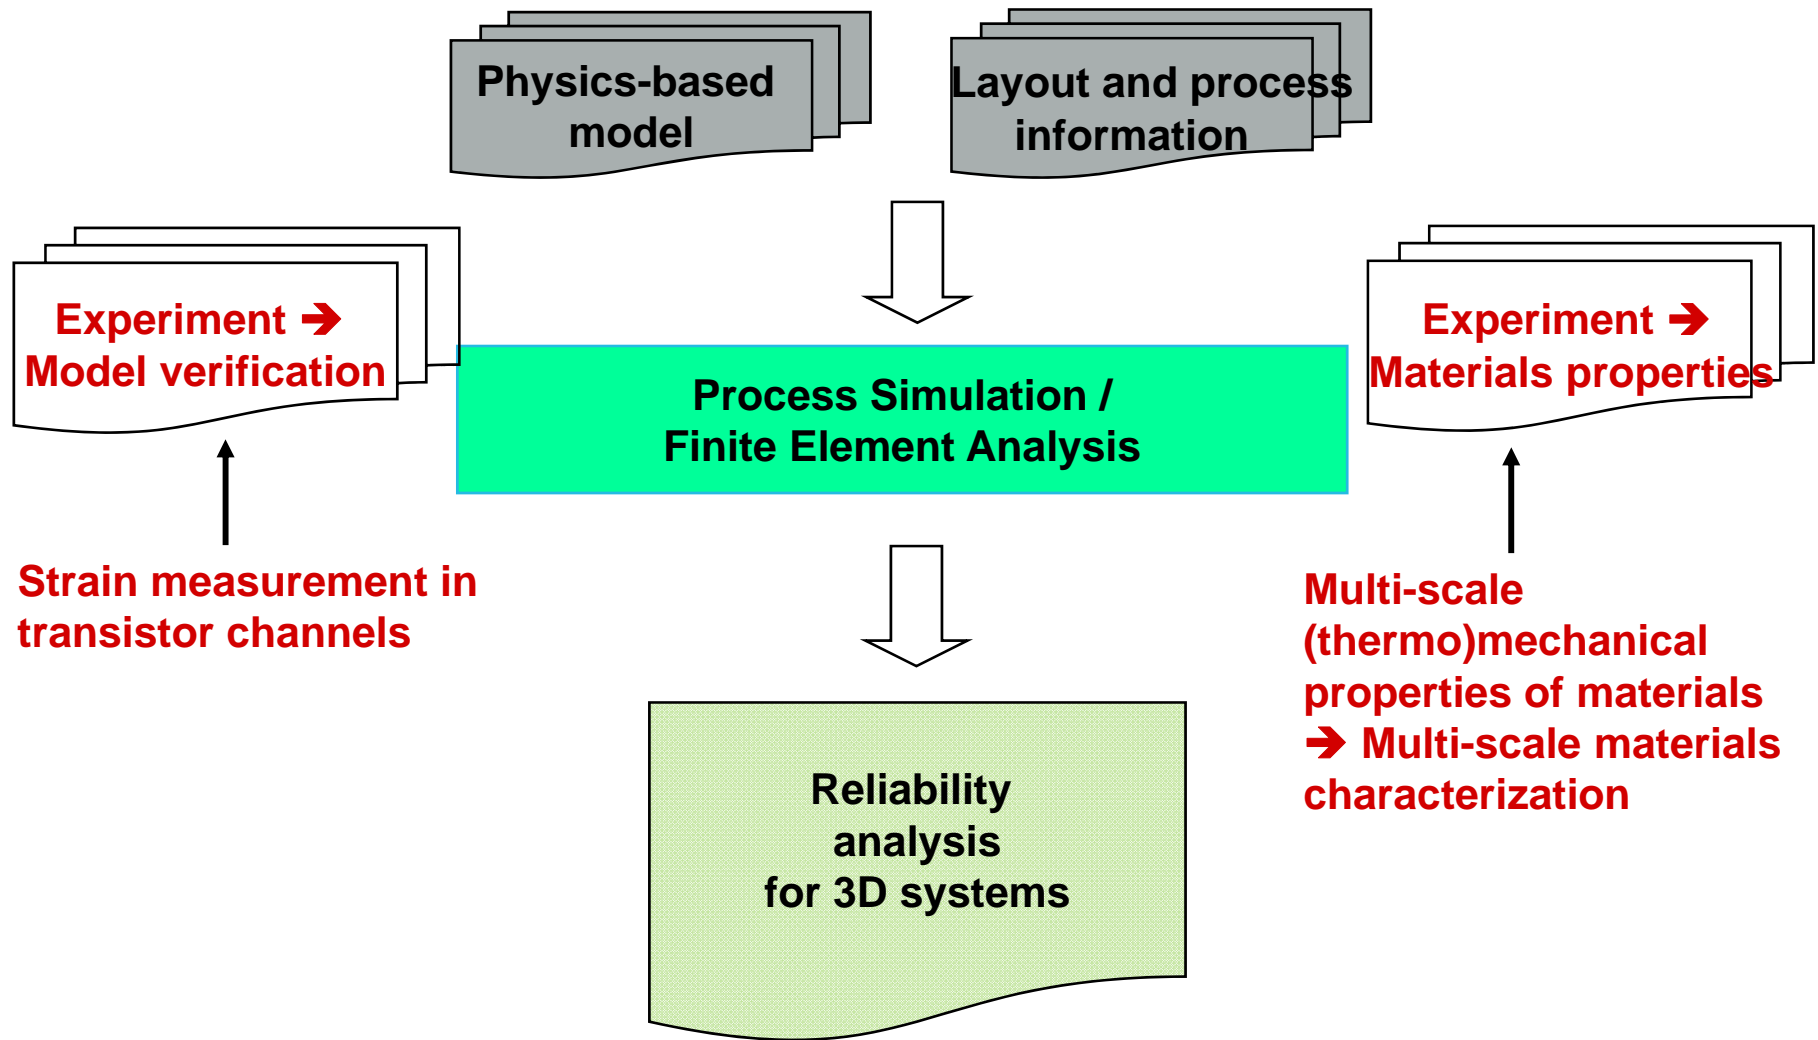 Physics-based
model
Layout and process
information
Experiment ➔
Model verification
Process Simulation /
Finite Element Analysis
Experiment ➔
Materials properties
Strain measurement in
transistor channels
Multi-scale
(thermo)mechanical
properties of materials
➔ Multi-scale materials
characterization
Reliability
analysis
for 3D systems